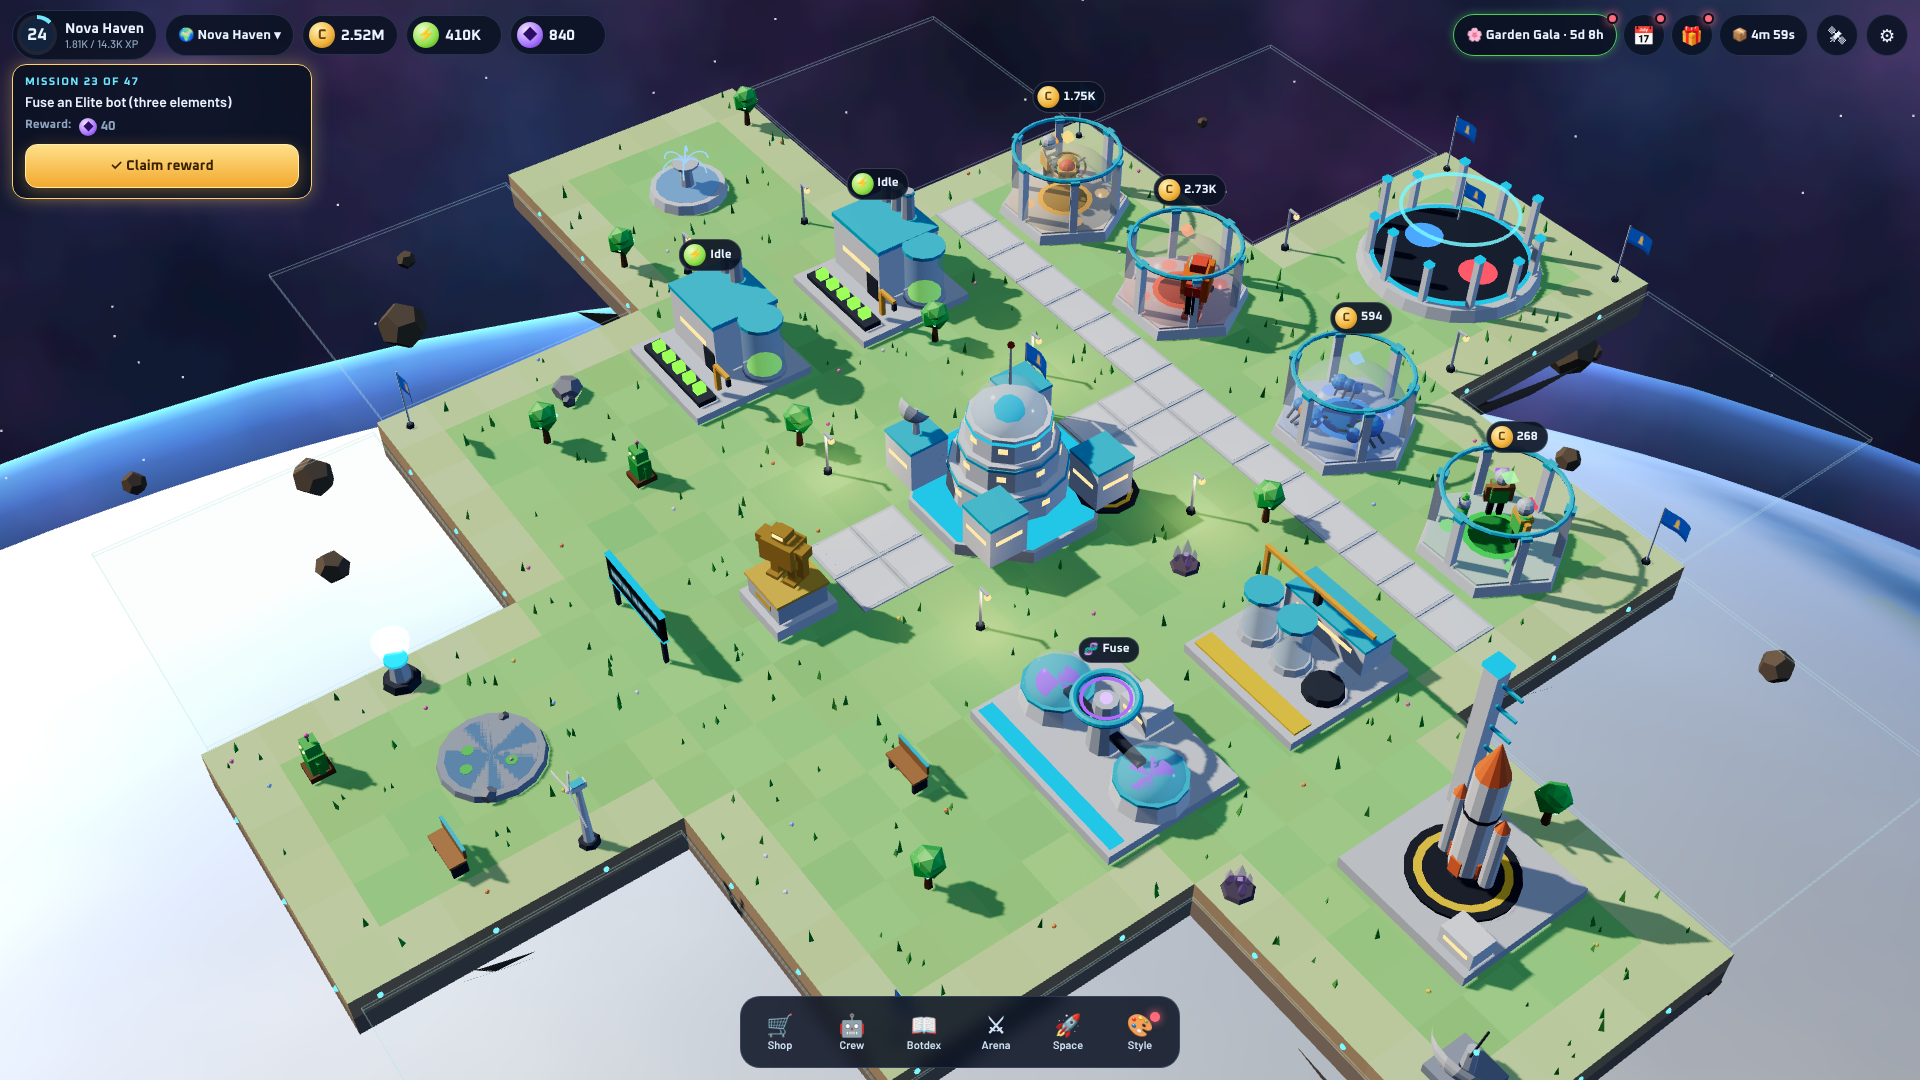 24
Nova Haven
1.81K / 14.3K XP
Nova Haven ▾
C 2.52M
410K
840
Garden Gala · 5d 8h
4m 59s
MISSION 23 OF 47
Fuse an Elite bot (three elements)
Reward: 40
✓ Claim reward
C 1.75K
Idle
C 2.73K
Idle
C 594
C 268
Fuse
Shop
Crew
Botdex
Arena
Space
Style